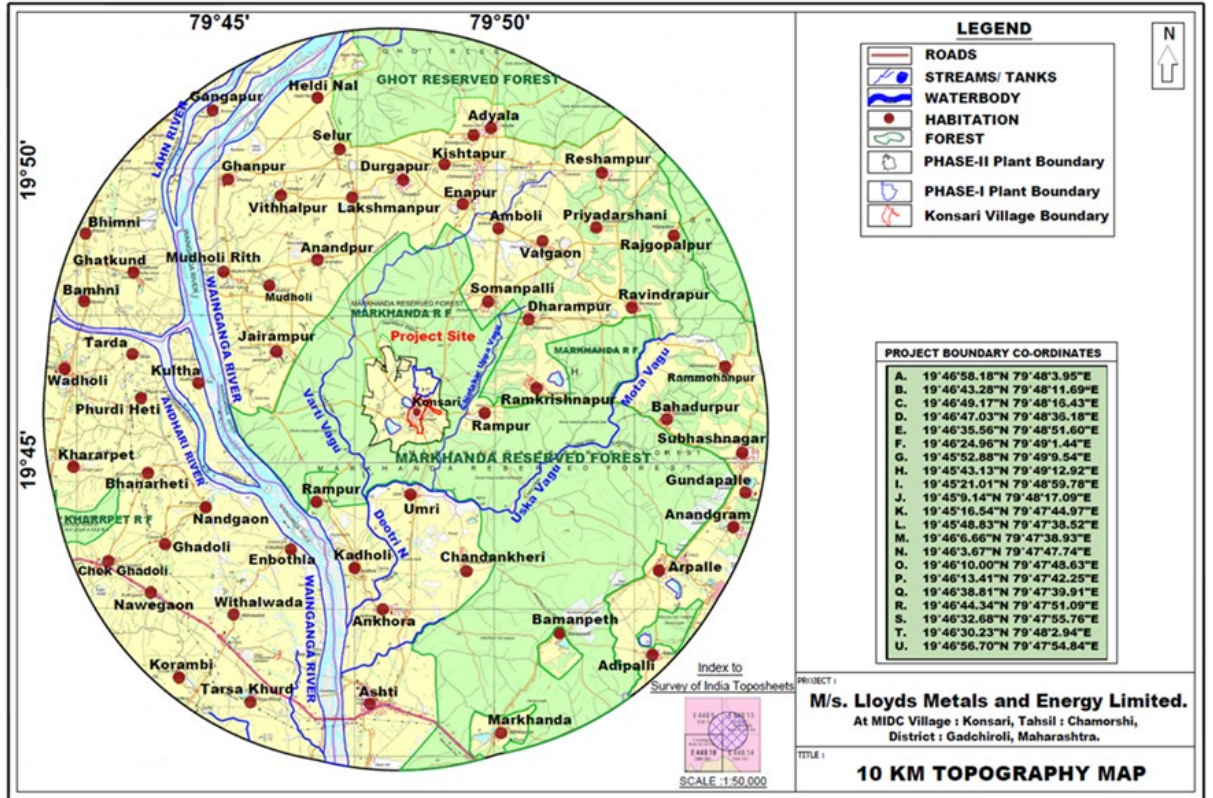 79°45'
79°50'
19°50'
19°45'
GHOT RESERVED FOREST
Heldi Nal
Gangapur
LAHN RIVER
Adyala
Selur
Kishtapur
Durgapur
Reshampur
Ghanpur
Vithhalpur
Lakshmanpur
Enapur
Amboli
Priyadarshani
Bhimni
Valgaon
Rajgopalpur
Anandpur
Ghatkund
Mudholi Rith
Bamhni
Mudholi
WAINGANGA RIVER
Somanpalli
Dharampur
Ravindrapur
MARKHANDA RESERVED FOREST
MARKHANDA R F
Jairampur
Project Site
MARKHANDA R F
Tarda
Wadholi
Kultha
Phurdi Heti
ANDHARI RIVER
Varti Vagu
Konsari
Ramkrishnapur
Mota Vagu
Rammohanpur
Rampur
Bahadurpur
Subhashnagar
Khararpet
Bhanarheti
MARKHANDA RESERVED FOREST
MARKHANDA RESERVED FOREST
Gundapalle
KHARRPET R F
Nandgaon
Rampur
Umri
Uska Vagu
Anandgram
Deotri N
Ghadoli
Enbothla
Kadholi
Chandankheri
Arpalle
Chek Ghadoli
Nawegaon
Withalwada
WAINGANGA RIVER
Ankhora
Bamanpeth
Adipalli
Korambi
Tarsa Khurd
Ashti
Markhanda
Index to
Survey of India Toposheets
SCALE :1:50,000
LEGEND
N
ROADS
STREAMS/ TANKS
WATERBODY
HABITATION
FOREST
PHASE-II Plant Boundary
PHASE-I Plant Boundary
Konsari Village Boundary
PROJECT BOUNDARY CO-ORDINATES
A. 19°46'58.18"N 79°48'3.95"E
B. 19°46'43.28"N 79°48'11.69"E
C. 19°46'49.17"N 79°48'16.43"E
D. 19°46'47.03"N 79°48'36.18"E
E. 19°46'35.56"N 79°48'51.60"E
F. 19°46'24.96"N 79°49'1.44"E
G. 19°45'52.88"N 79°49'9.54"E
H. 19°45'43.13"N 79°49'12.92"E
I. 19°45'21.01"N 79°48'59.78"E
J. 19°45'9.14"N 79°48'17.09"E
K. 19°45'16.54"N 79°47'44.97"E
L. 19°45'48.83"N 79°47'38.52"E
M. 19°46'6.66"N 79°47'38.93"E
N. 19°46'3.67"N 79°47'47.74"E
O. 19°46'10.00"N 79°47'48.63"E
P. 19°46'13.41"N 79°47'42.25"E
Q. 19°46'38.81"N 79°47'39.91"E
R. 19°46'44.34"N 79°47'51.09"E
S. 19°46'32.68"N 79°47'55.76"E
T. 19°46'30.23"N 79°48'2.94"E
U. 19°46'56.70"N 79°47'54.84"E
PROJECT :
M/s. Lloyds Metals and Energy Limited.
At MIDC Village : Konsari, Tahsil : Chamorshi,
District : Gadchiroli, Maharashtra.
TITLE :
10 KM TOPOGRAPHY MAP